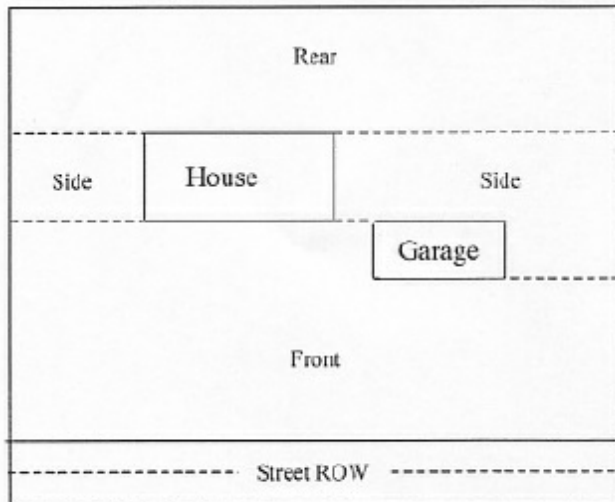 Rear
Side
House
Side
Garage
Front
Street ROW